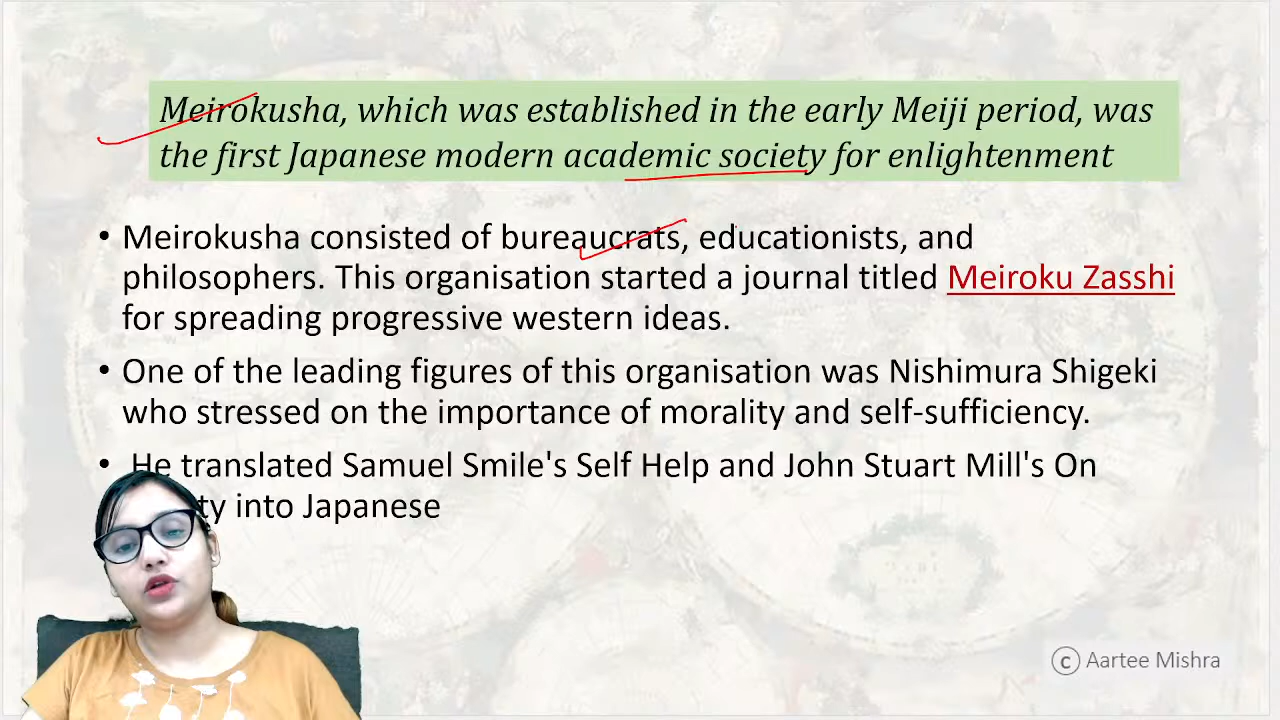 Meirokusha, which was established in the early Meiji period, was
the first Japanese modern academic society for enlightenment
• Meirokusha consisted of bureaucrats, educationists, and
philosophers. This organisation started a journal titled Meiroku Zasshi
for spreading progressive western ideas.
• One of the leading figures of this organisation was Nishimura Shigeki
who stressed on the importance of morality and self-sufficiency.
• He translated Samuel Smile's Self Help and John Stuart Mill's On
ty into Japanese
© Aartee Mishra